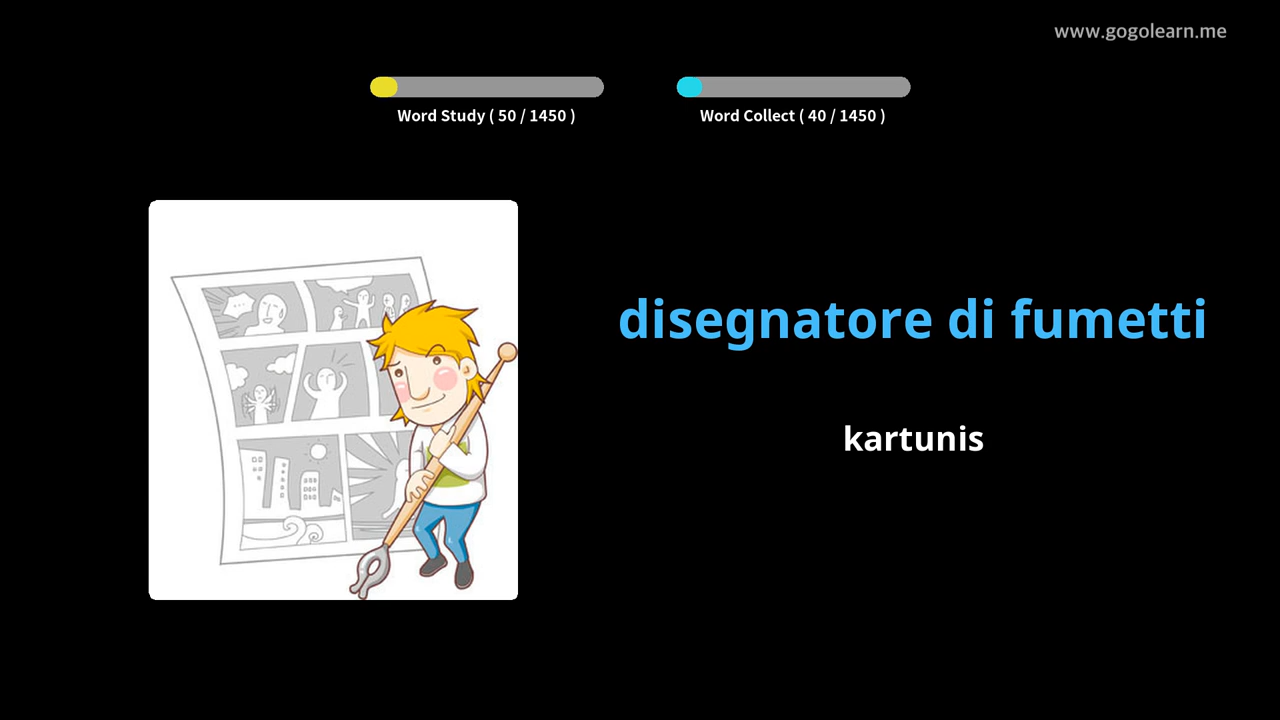 www.gogolearn.me
Word Study ( 50 / 1450 )
Word Collect ( 40 / 1450 )
disegnatore di fumetti
kartunis